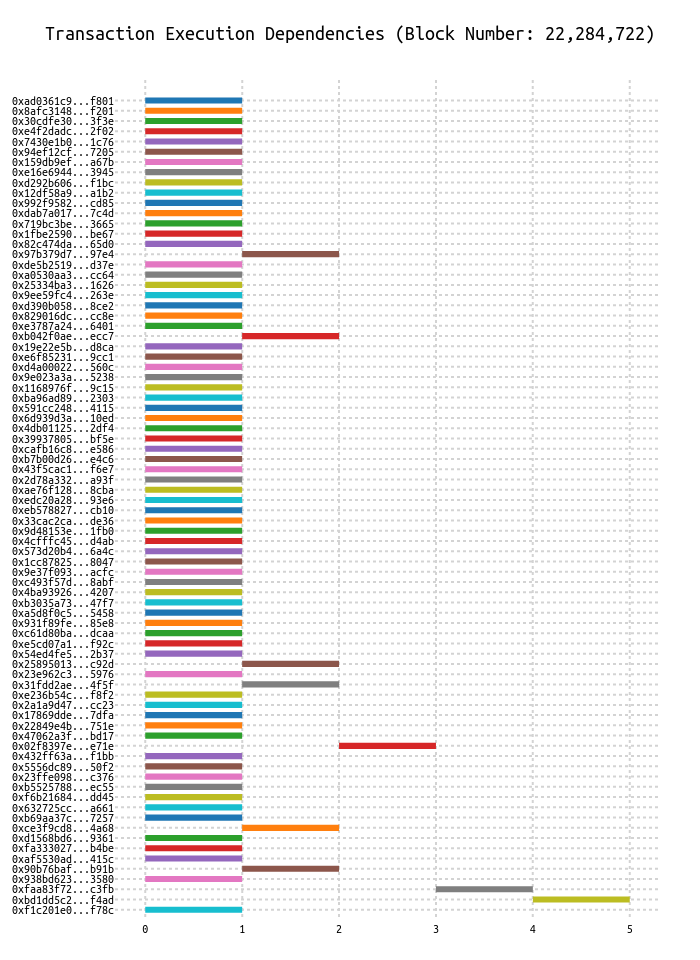 Transaction Execution Dependencies (Block Number: 22,284,722)
0xad0361c9...f801
0x8afc3148...f201
0x30cdfe30...3f3e
0xe4f2dadc...2f02
0x7430e1b0...1c76
0x94ef12cf...7205
0x159db9ef...a67b
0xe16e6944...3945
0xd292b606...f1bc
0x12df58a9...a1b2
0x992f9582...cd85
0xdab7a017...7c4d
0x719bc3be...3665
0x1fbe2590...be67
0x82c474da...65d0
0x97b379d7...97e4
0xde5b2519...d37e
0xa0530aa3...cc64
0x25334ba3...1626
0x9ee59fc4...263e
0xd390b058...8ce2
0x829016dc...cc8e
0xe3787a24...6401
0xb042f0ae...ecc7
0x19e22e5b...d8ca
0xe6f85231...9cc1
0xd4a00022...560c
0x9e023a3a...5238
0x1168976f...9c15
0xba96ad89...2303
0x591cc248...4115
0x6d939d3a...10ed
0x4db01125...2df4
0x39937805...bf5e
0xcafb16c8...e586
0xb7b00d26...e4c6
0x43f5cac1...f6e7
0x2d78a332...a93f
0xae76f128...8cba
0xedc20a28...93e6
0xeb578827...cb10
0x33cac2ca...de36
0x9d48153e...1fb0
0x4cfffc45...d4ab
0x573d20b4...6a4c
0x1cc87825...8047
0x9e37f093...acfc
0xc493f57d...8abf
0x4ba93926...4207
0xb3035a73...47f7
0xa5d8f0c5...5458
0x931f89fe...85e8
0xc61d80ba...dcaa
0xe5cd07a1...f92c
0x54ed4fe5...2b37
0x25895013...c92d
0x23e962c3...5976
0x31fdd2ae...4f5f
0xe236b54c...f8f2
0x2a1a9d47...cc23
0x17869dde...7dfa
0x22849e4b...751e
0x47062a3f...bd17
0x02f8397e...e71e
0x432ff63a...f1bb
0x5556dc89...50f2
0x23ffe098...c376
0xb5525788...ec55
0xf6b21684...dd45
0x632725cc...a661
0xb69aa37c...7257
0xce3f9cd8...4a68
0xd1568bd6...9361
0xfa333027...b4be
0xaf5530ad...415c
0x90b76baf...b91b
0x938bd623...3580
0xfaa83f72...c3fb
0xbd1dd5c2...f4ad
0xf1c201e0...f78c
0 1 2 3 4 5